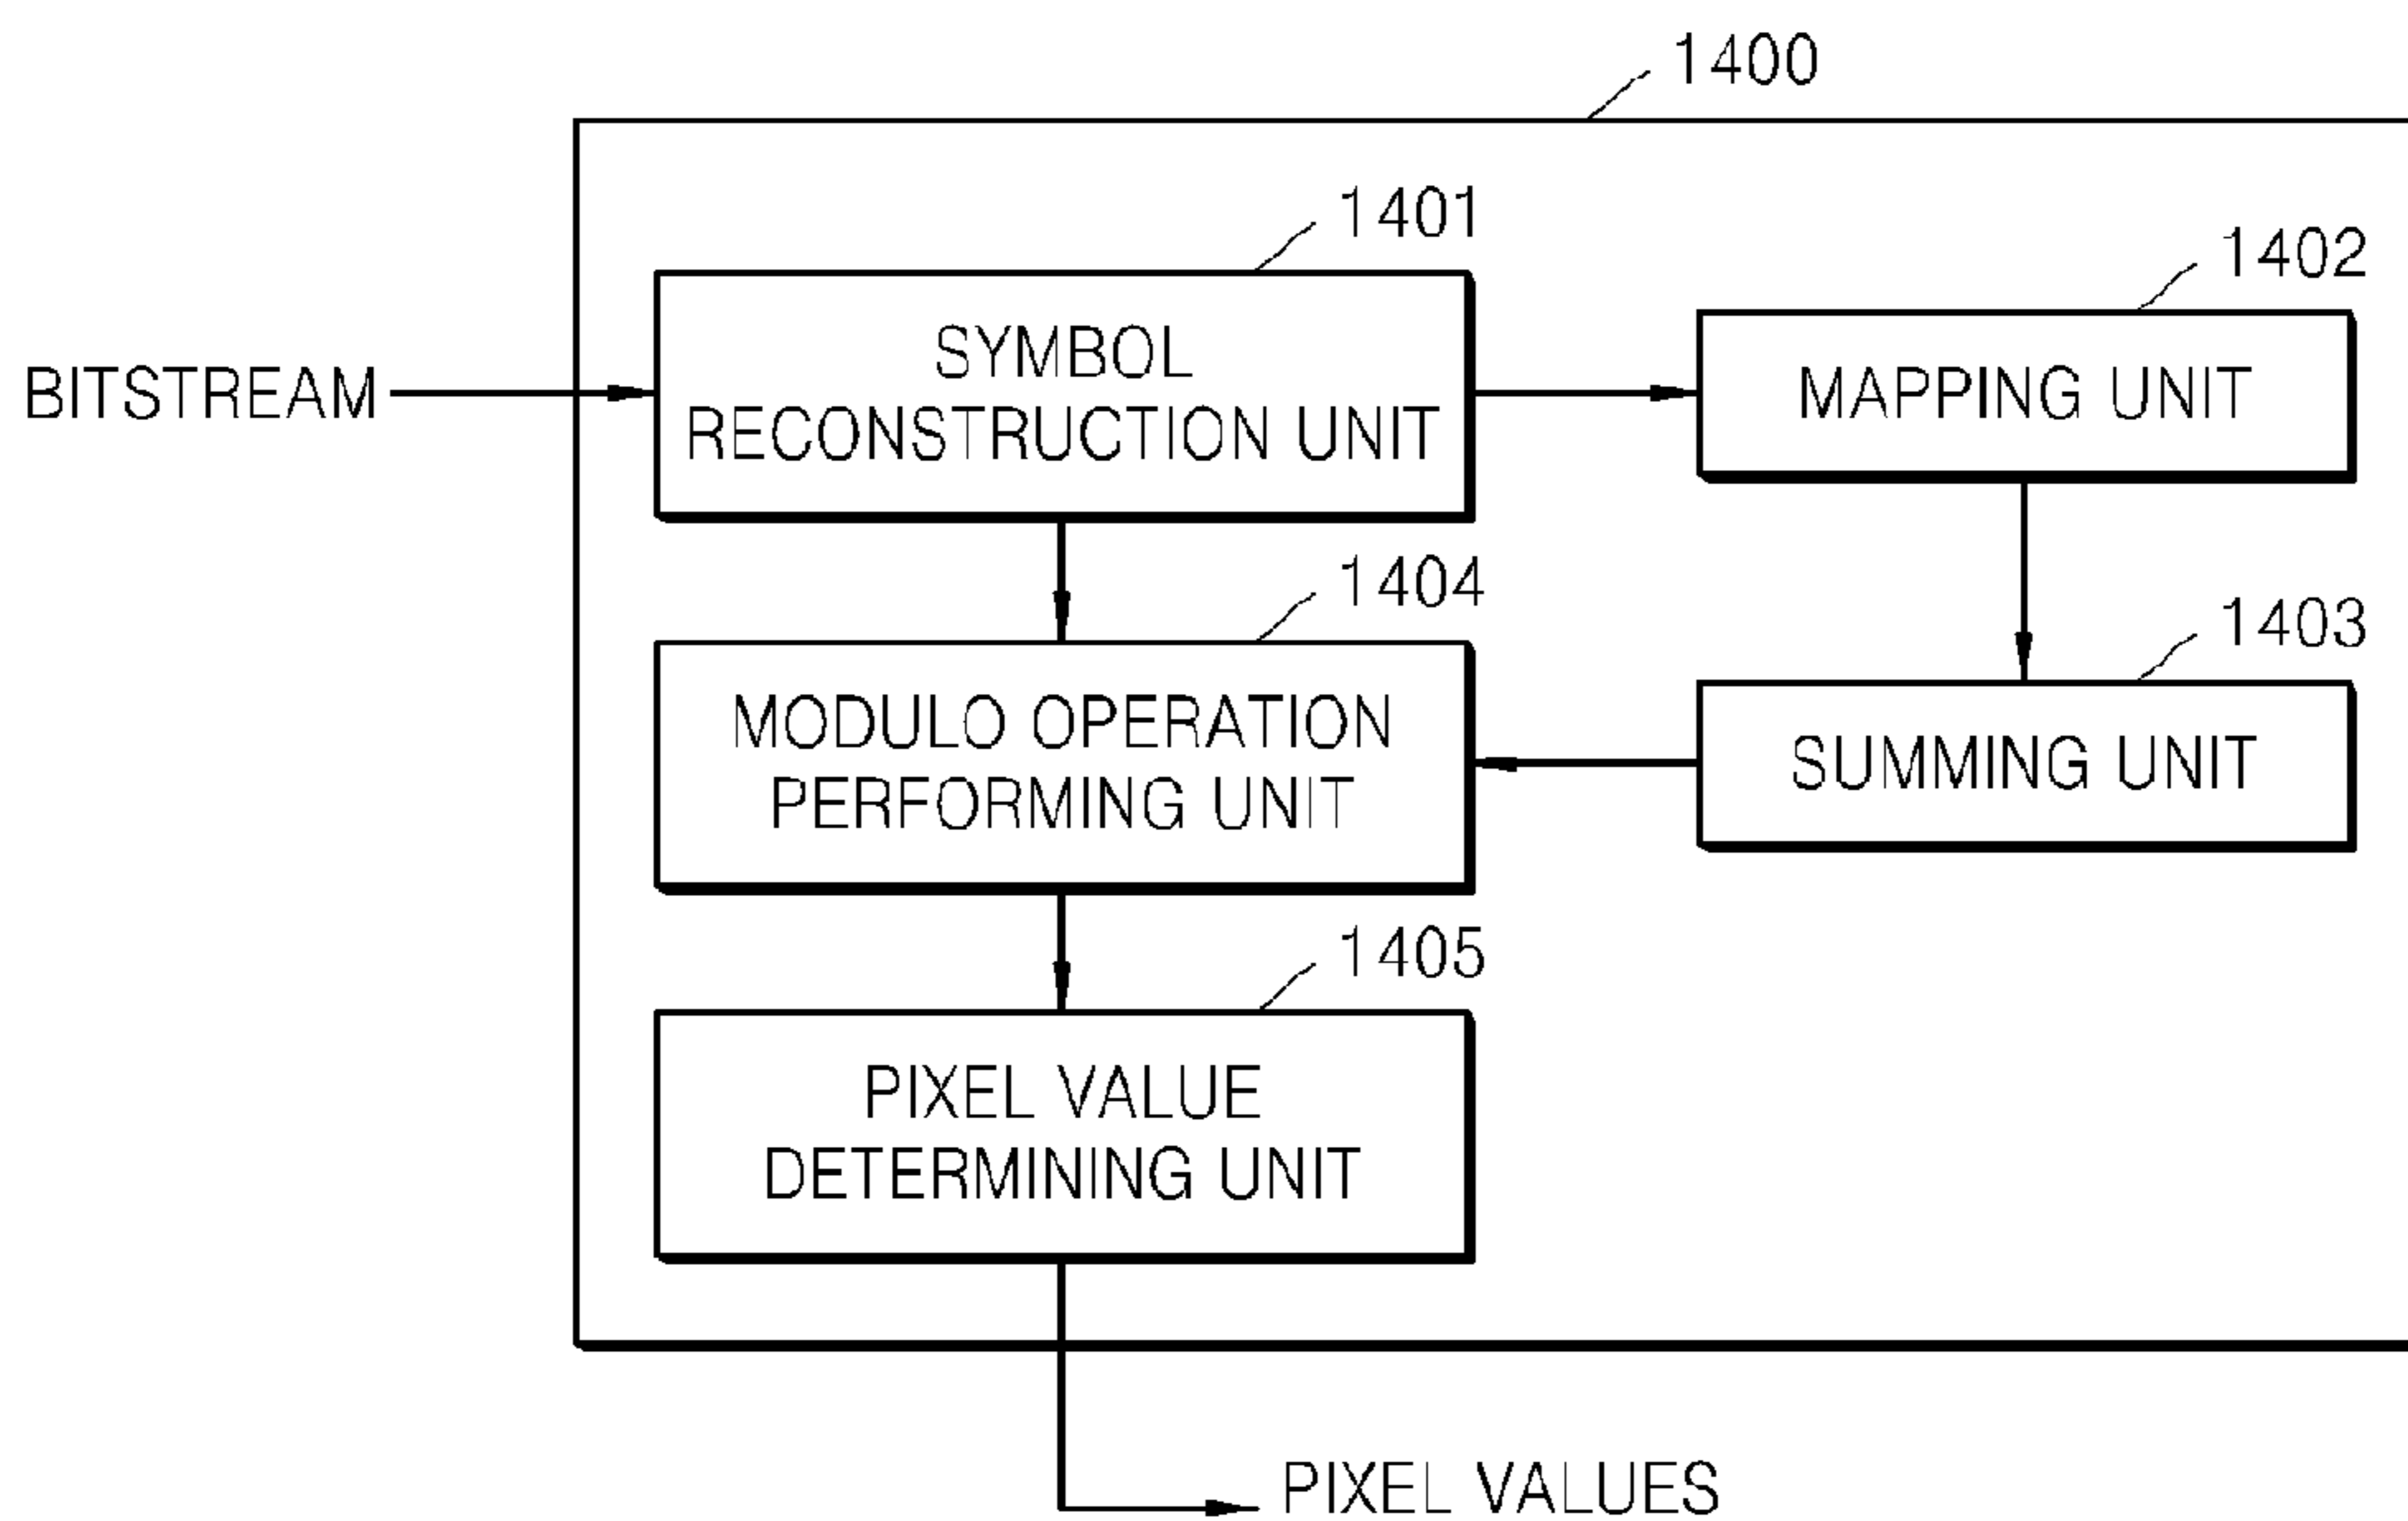 1400
1401
1402
BITSTREAM
SYMBOL
RECONSTRUCTION UNIT
MAPPING UNIT
1404
1403
MODULO OPERATION
PERFORMING UNIT
SUMMING UNIT
1405
PIXEL VALUE
DETERMINING UNIT
PIXEL VALUES